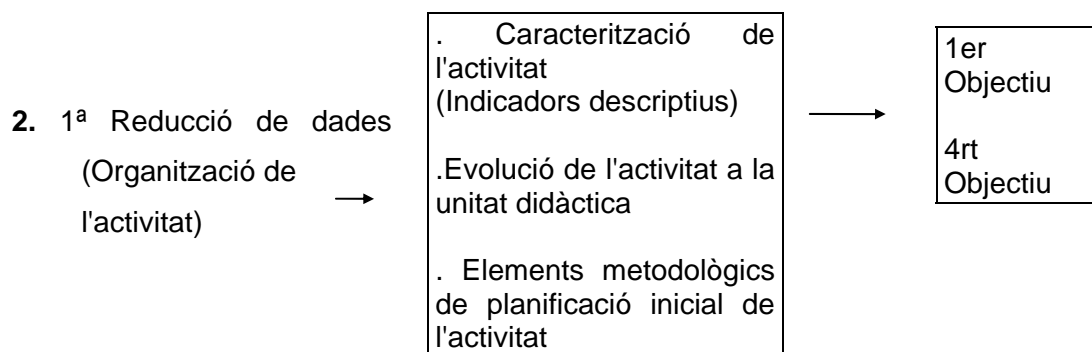 2. 1ª Reducció de dades
(Organització de
l'activitat)
. Caracterització de
l'activitat
(Indicadors descriptius)
.Evolució de l'activitat a la
unitat didàctica
. Elements metodològics
de planificació inicial de
l'activitat
1er
Objectiu
4rt
Objectiu